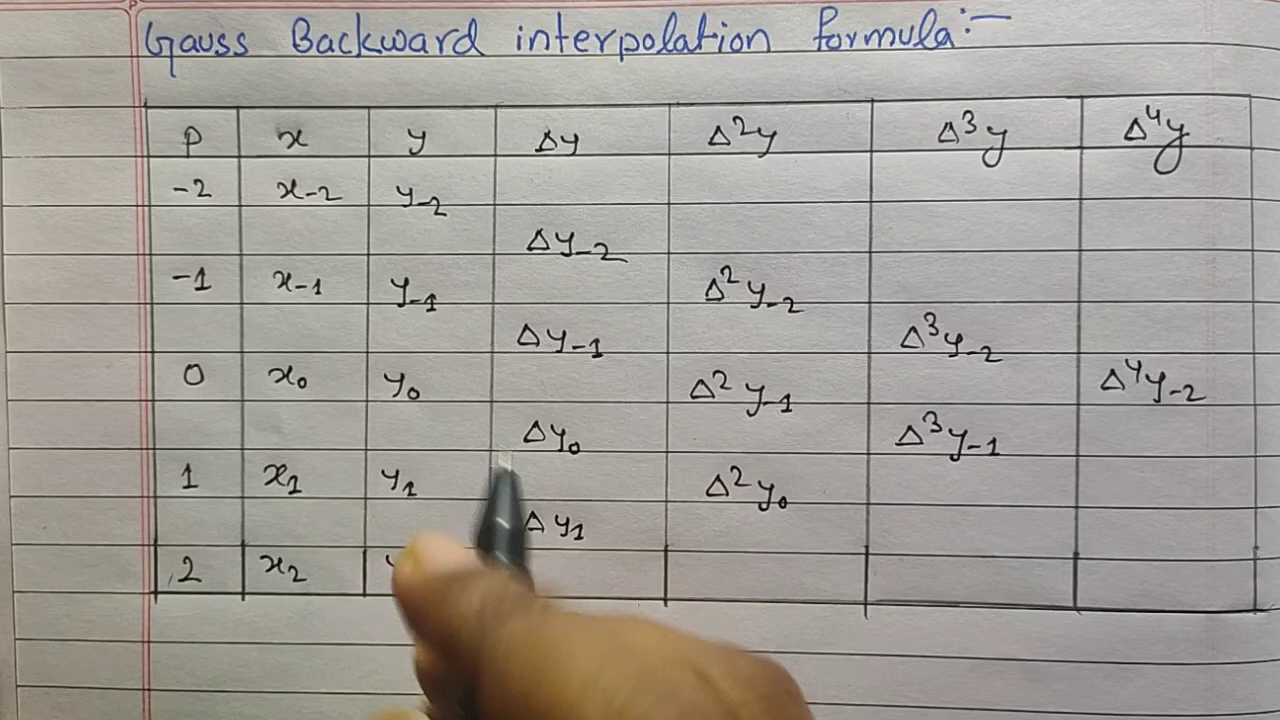 Gauss Backward interpolation formula:-
P x y Δy Δ²y Δ³y Δ⁴y
-2 x-2 y-2
Δy-2
-1 x-1 y-1 Δ²y-2
Δy-1 Δ³y-2
0 x₀ y₀ Δ²y-1 Δ⁴y-2
Δy₀ Δ³y-1
1 x₁ y₁ Δ²y₀
Δy₁
2 x₂